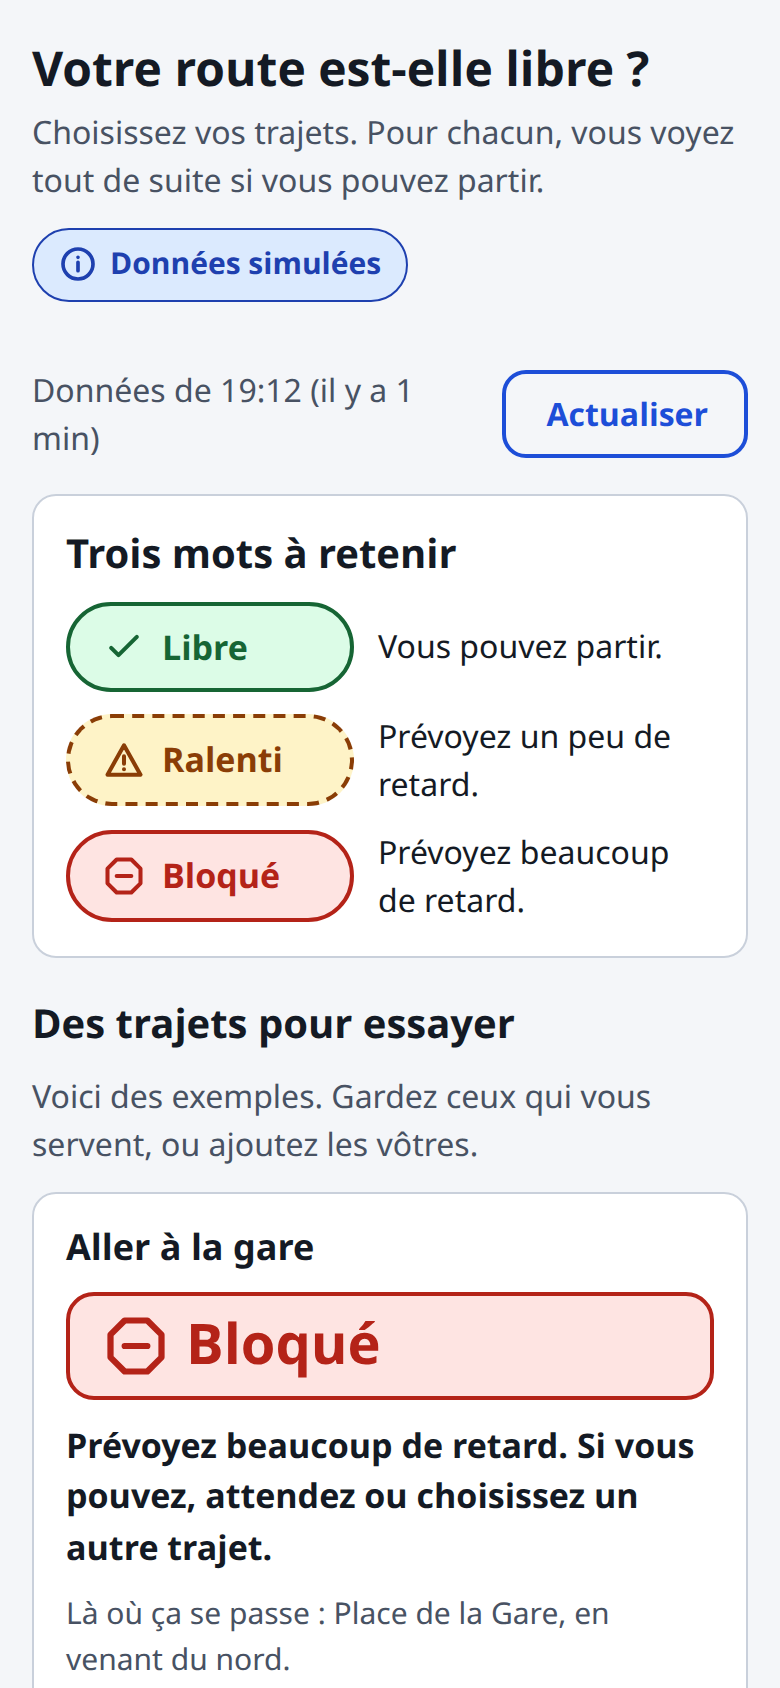 Votre route est-elle libre ?
Choisissez vos trajets. Pour chacun, vous voyez
tout de suite si vous pouvez partir.
Données simulées
Données de 19:12 (il y a 1
min)
Actualiser
Trois mots à retenir
Libre
Vous pouvez partir.
Ralenti
Prévoyez un peu de
retard.
Bloqué
Prévoyez beaucoup
de retard.
Des trajets pour essayer
Voici des exemples. Gardez ceux qui vous
servent, ou ajoutez les vôtres.
Aller à la gare
Bloqué
Prévoyez beaucoup de retard. Si vous
pouvez, attendez ou choisissez un
autre trajet.
Là où ça se passe : Place de la Gare, en
venant du nord.